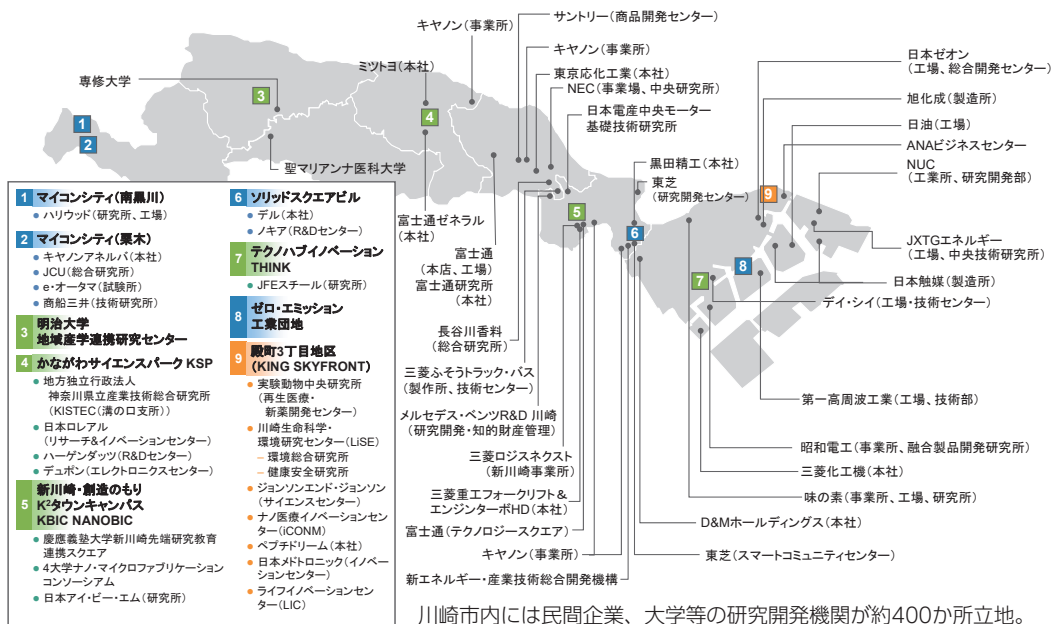 サントリー（商品開発センター）
キヤノン（事業所）
キヤノン（事業所）
ミツトヨ（本社）
東京応化工業（本社）
NEC（事業場、中央研究所）
日本電産中央モーター
基礎技術研究所
専修大学
聖マリアンナ医科大学
黒田精工（本社）
東芝
（研究開発センター）
日本ゼオン
（工場、総合開発センター）
旭化成（製造所）
日油（工場）
ANAビジネスセンター
NUC
（工業所、研究開発部）
JXTGエネルギー
（工場、中央技術研究所）
日本触媒（製造所）
デイ・シイ（工場・技術センター）
第一高周波工業（工場、技術部）
昭和電工（事業所、融合製品開発研究所）
三菱化工機（本社）
味の素（事業所、工場、研究所）
D&Mホールディングス（本社）
東芝（スマートコミュニティセンター）
富士通ゼネラル
（本社）
富士通
（本店、工場）
富士通研究所
（本社）
長谷川香料
（総合研究所）
三菱ふそうトラック・バス
（製作所、技術センター）
メルセデス・ベンツR&D 川崎
（研究開発・知的財産管理）
三菱ロジスネクスト
（新川崎事業所）
三菱重工フォークリフト＆
エンジンターボHD（本社）
富士通（テクノロジースクエア）
キヤノン（事業所）
新エネルギー・産業技術総合開発機構
1
2
3
4
5
6
7
8
9
1 マイコンシティ（南黒川）
● ハリウッド（研究所、工場）
2 マイコンシティ（栗木）
● キヤノンアネルバ（本社）
● JCU（総合研究所）
● e・オータマ（試験所）
● 商船三井（技術研究所）
3 明治大学
地域産学連携研究センター
4 かながわサイエンスパーク KSP
● 地方独立行政法人
神奈川県立産業技術総合研究所
（KISTEC（溝の口支所））
● 日本ロレアル
（リサーチ&イノベーションセンター）
● ハーゲンダッツ（R&Dセンター）
● デュポン（エレクトロニクスセンター）
5 新川崎・創造のもり
K²タウンキャンパス
KBIC NANOBIC
● 慶應義塾大学新川崎先端研究教育
連携スクエア
● 4大学ナノ・マイクロファブリケーション
コンソーシアム
● 日本アイ・ビー・エム（研究所）
6 ソリッドスクエアビル
● デル（本社）
● ノキア（R&Dセンター）
7 テクノハブイノベーション
THINK
● JFEスチール（研究所）
8 ゼロ・エミッション
工業団地
9 殿町3丁目地区
（KING SKYFRONT）
● 実験動物中央研究所
（再生医療・
新薬開発センター）
● 川崎生命科学・
環境研究センター（LiSE）
– 環境総合研究所
– 健康安全研究所
● ジョンソンエンド・ジョンソン
（サイエンスセンター）
● ナノ医療イノベーションセン
ター（iCONM）
● ペプチドリーム（本社）
● 日本メドトロニック（イノベー
ションセンター）
● ライフイノベーションセン
ター（LIC）
川崎市内には民間企業、大学等の研究開発機関が約400か所立地。